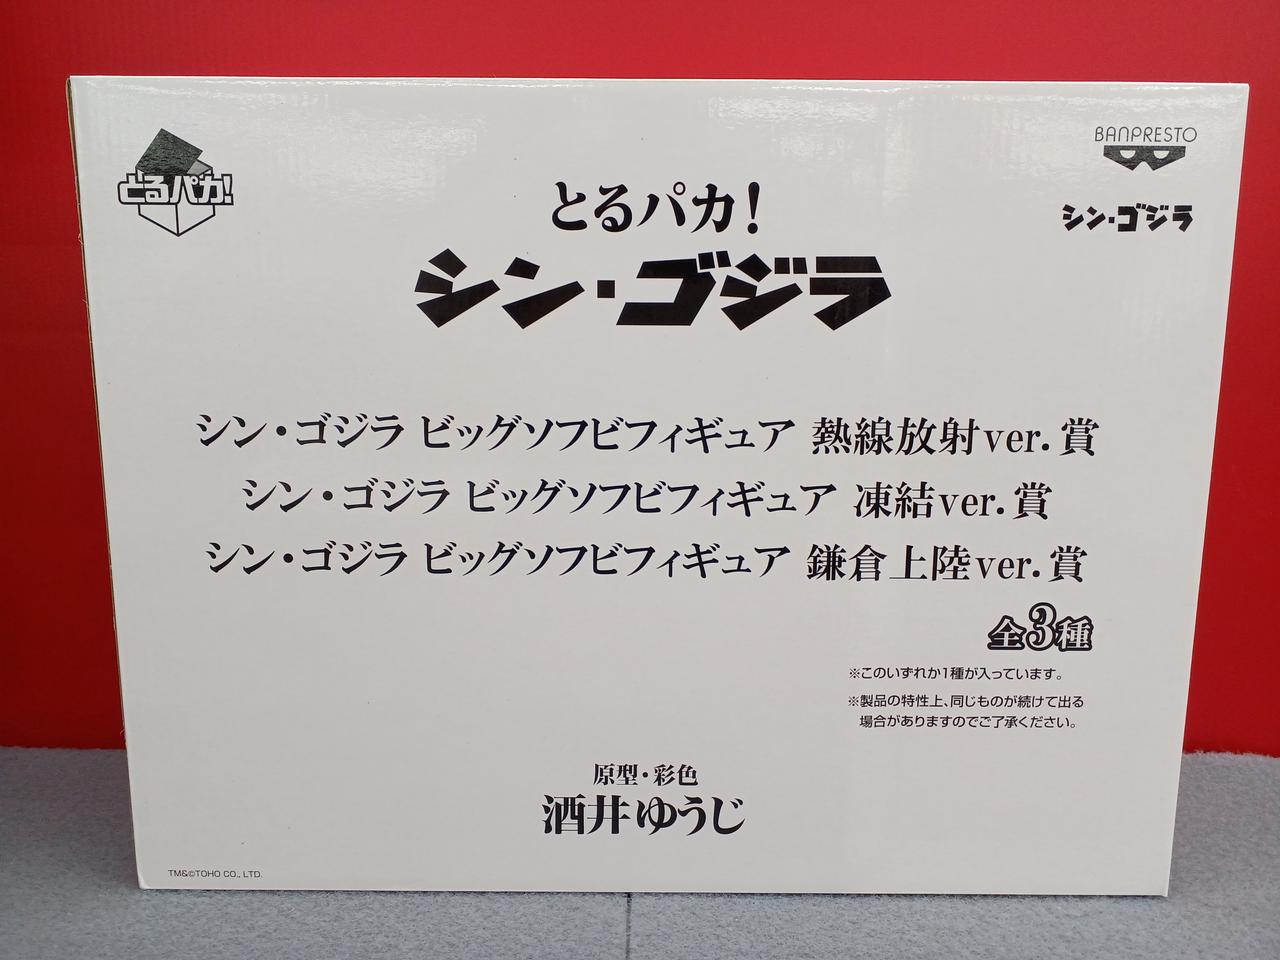 とるパカ!
BANPRESTO
シン・ゴジラ
とるパカ!
シン・ゴジラ
シン・ゴジラ ビッグソフビフィギュア 熱線放射ver.賞
シン・ゴジラ ビッグソフビフィギュア 凍結ver.賞
シン・ゴジラ ビッグソフビフィギュア 鎌倉上陸ver.賞
全3種
※このいずれか1種が入っています。
※製品の特性上、同じものが続けて出る
場合がありますのでご了承ください。
原型・彩色
酒井ゆうじ
TM&©TOHO CO., LTD.